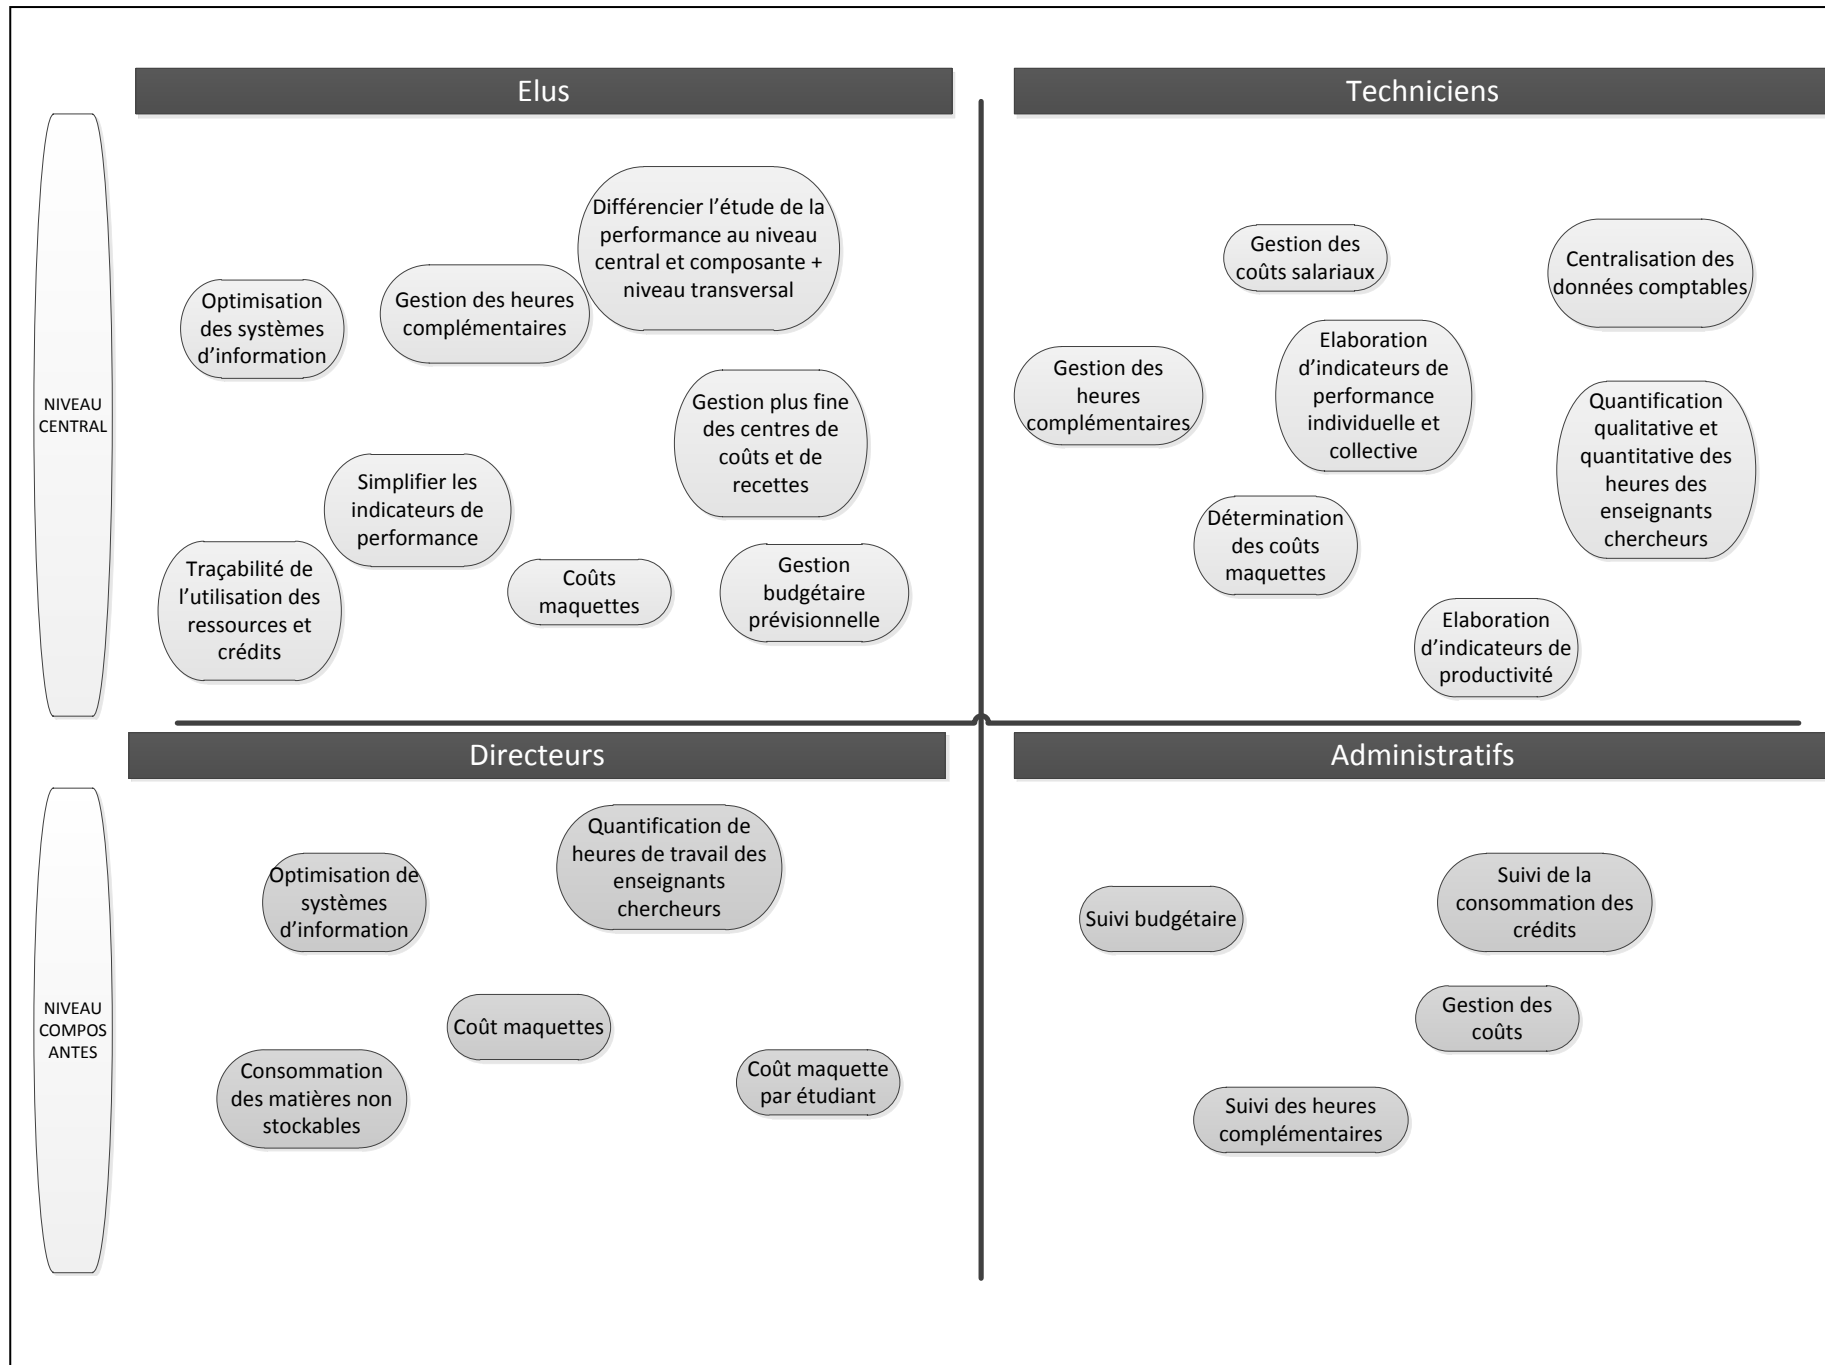 Elus
Techniciens
NIVEAU
CENTRAL
Différencier l’étude de la
performance au niveau
central et composante +
niveau transversal
Optimisation
des systèmes
d’information
Gestion des heures
complémentaires
Gestion plus fine
des centres de
coûts et de
recettes
Simplifier les
indicateurs de
performance
Traçabilité de
l’utilisation des
ressources et
crédits
Coûts
maquettes
Gestion
budgétaire
prévisionnelle
Gestion des
coûts salariaux
Centralisation des
données comptables
Gestion des
heures
complémentaires
Elaboration
d’indicateurs de
performance
individuelle et
collective
Quantification
qualitative et
quantitative des
heures des
enseignants
chercheurs
Détermination
des coûts
maquettes
Elaboration
d’indicateurs de
productivité
Directeurs
Administratifs
NIVEAU
COMPOS
ANTES
Quantification de
heures de travail des
enseignants
chercheurs
Optimisation de
systèmes
d’information
Coût maquettes
Consommation
des matières non
stockables
Coût maquette
par étudiant
Suivi budgétaire
Suivi de la
consommation des
crédits
Gestion des
coûts
Suivi des heures
complémentaires